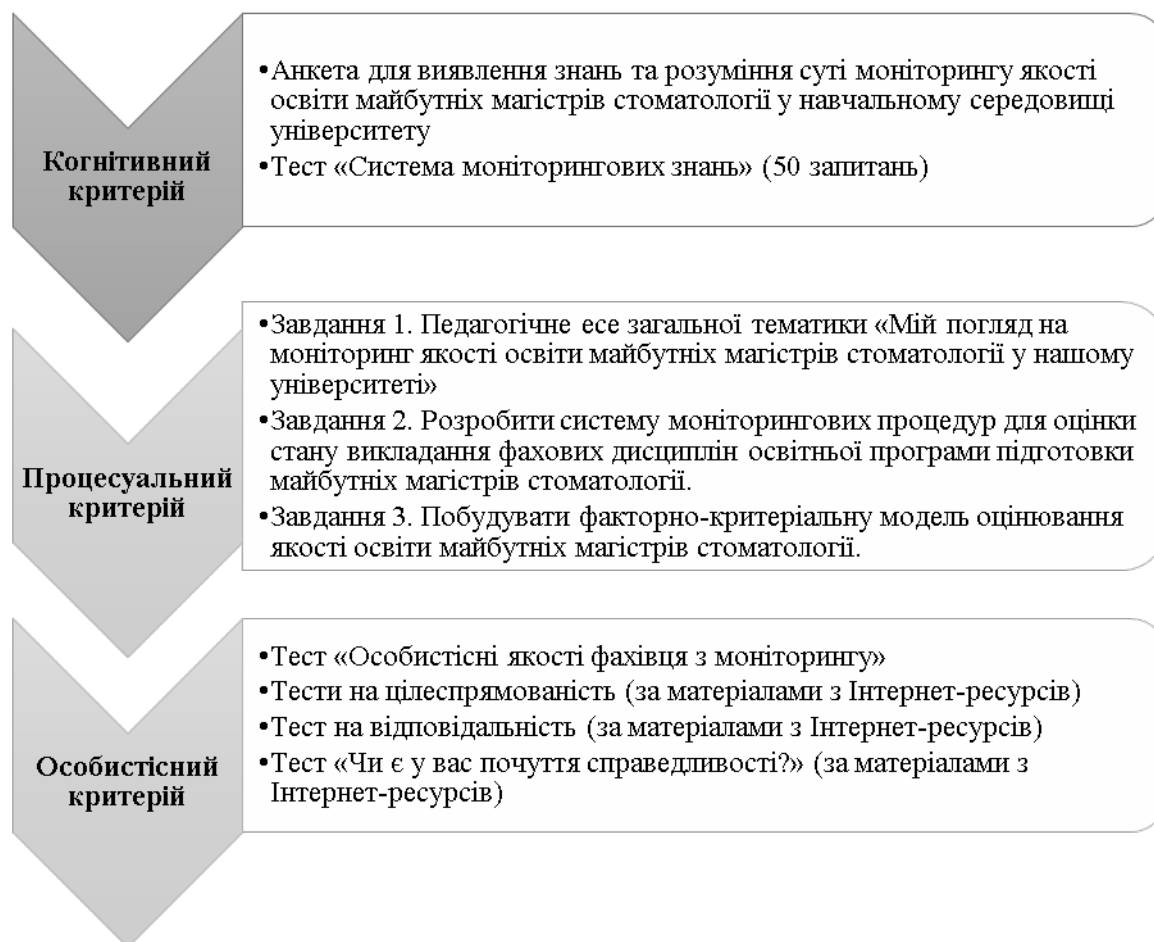 Когнітивний
критерій
•Анкета для виявлення знань та розуміння суті моніторингу якості
освіти майбутніх магістрів стоматології у навчальному середовищі
університету
•Тест «Система моніторингових знань» (50 запитань)
Процесуальний
критерій
•Завдання 1. Педагогічне есе загальної тематики «Мій погляд на
моніторинг якості освіти майбутніх магістрів стоматології у нашому
університеті»
•Завдання 2. Розробити систему моніторингових процедур для оцінки
стану викладання фахових дисциплін освітньої програми підготовки
майбутніх магістрів стоматології.
•Завдання 3. Побудувати факторно-критеріальну модель оцінювання
якості освіти майбутніх магістрів стоматології.
Особистісний
критерій
•Тест «Особистісні якості фахівця з моніторингу»
•Тести на цілеспрямованість (за матеріалами з Інтернет-ресурсів)
•Тест на відповідальність (за матеріалами з Інтернет-ресурсів)
•Тест «Чи є у вас почуття справедливості?» (за матеріалами з
Інтернет-ресурсів)